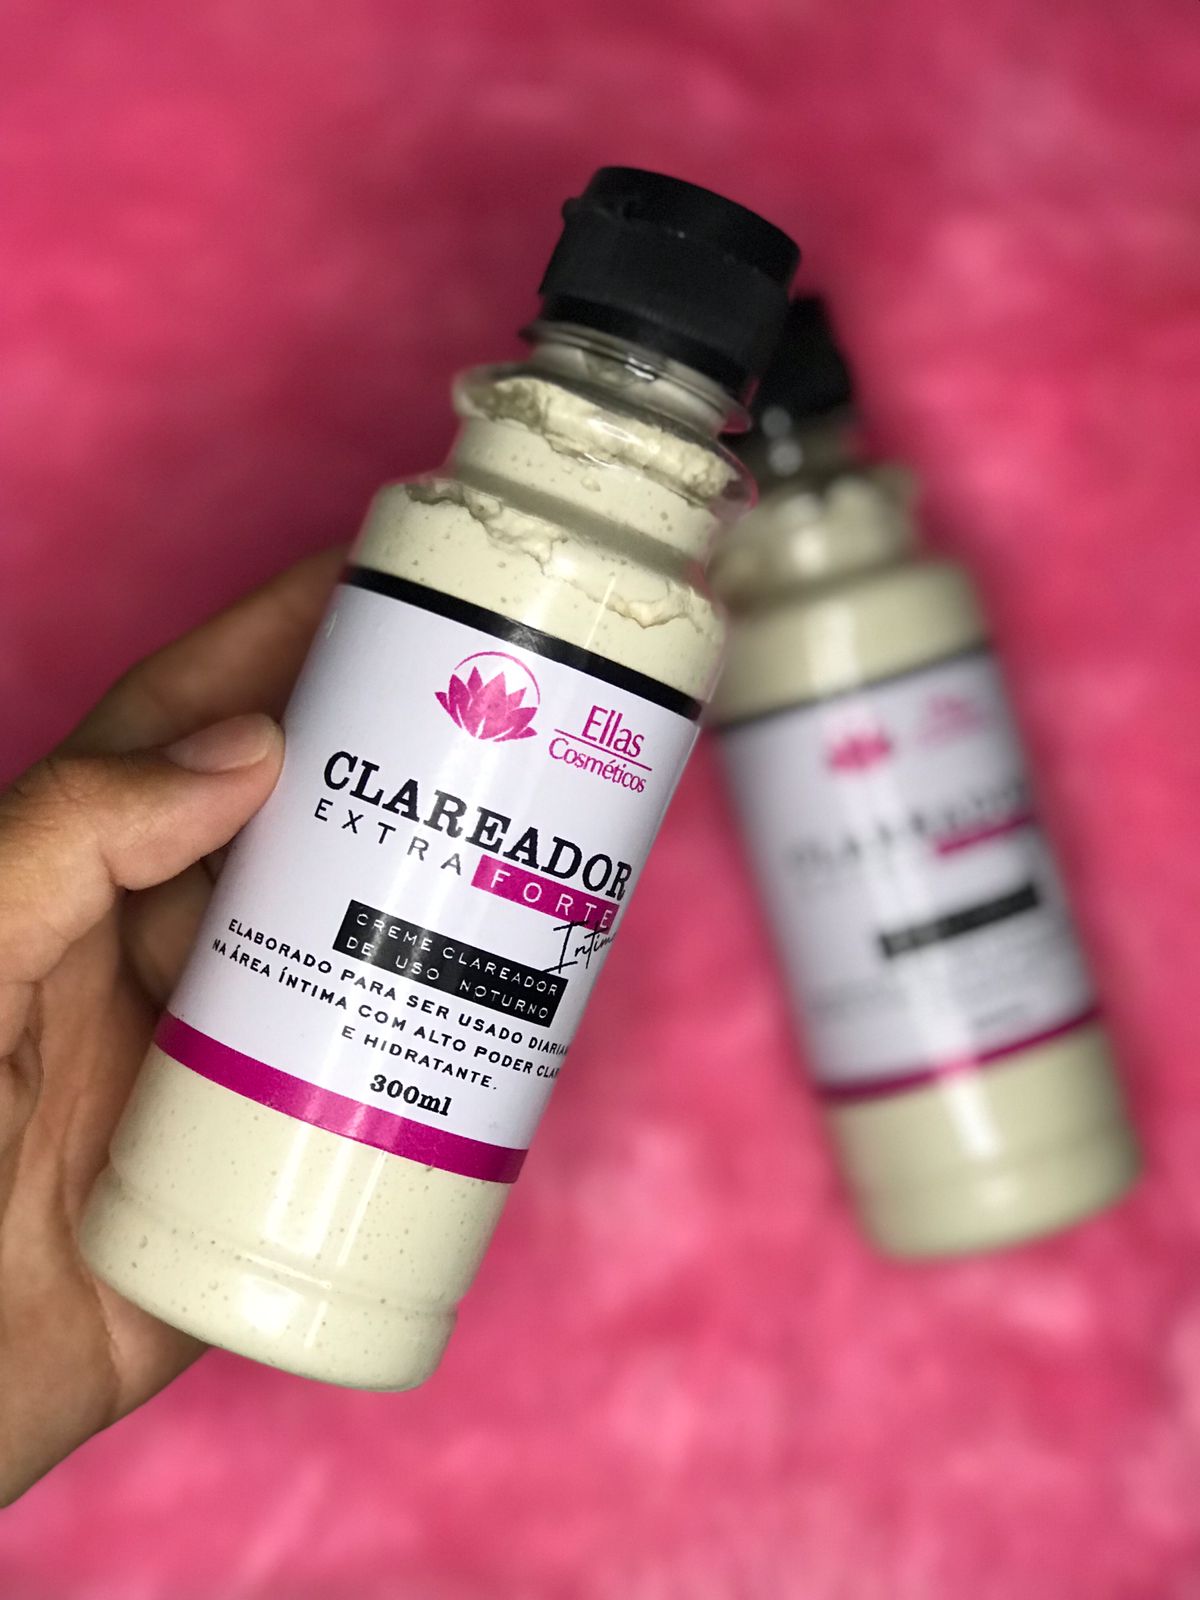 Ellas
Cosméticos
CLAREADOR
EXTRA FORTE
CREME CLAREADOR
DE USO NOTURNO
ELABORADO PARA SER USADO
NA ÁREA ÍNTIMA COM ALTO PODER
E HIDRATANTE.
300ml